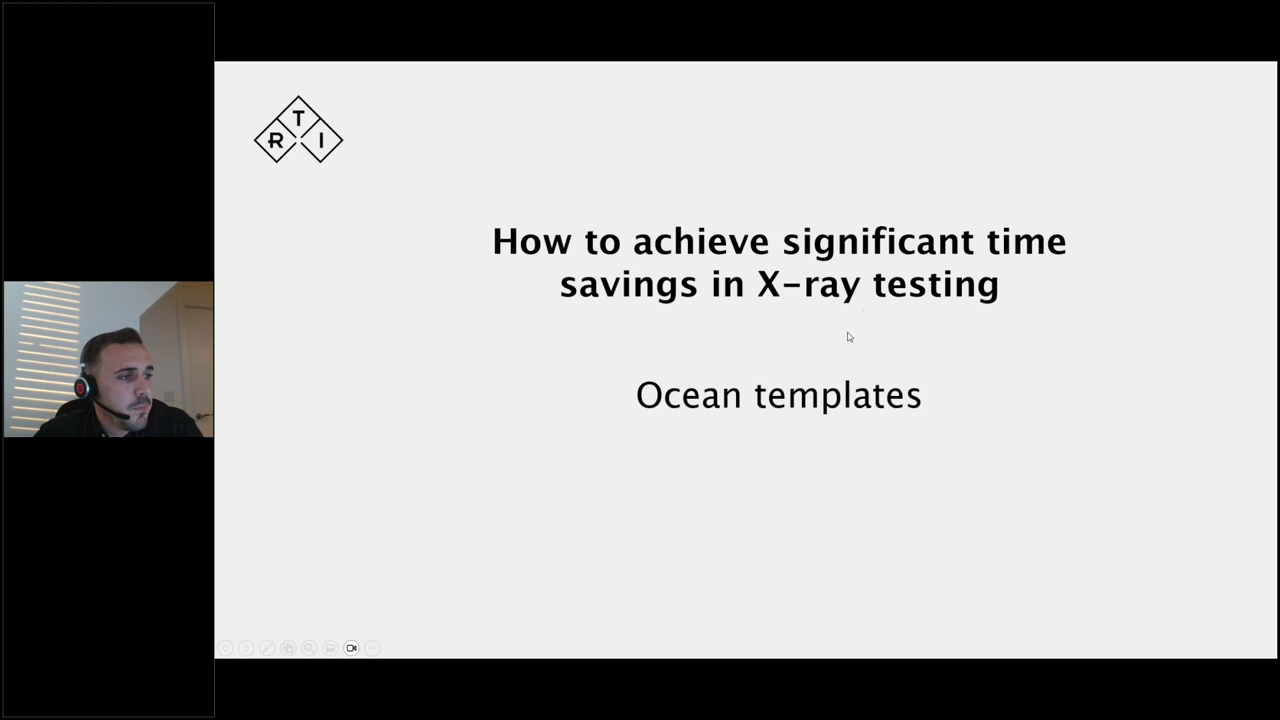 R T I
How to achieve significant time
savings in X-ray testing
Ocean templates